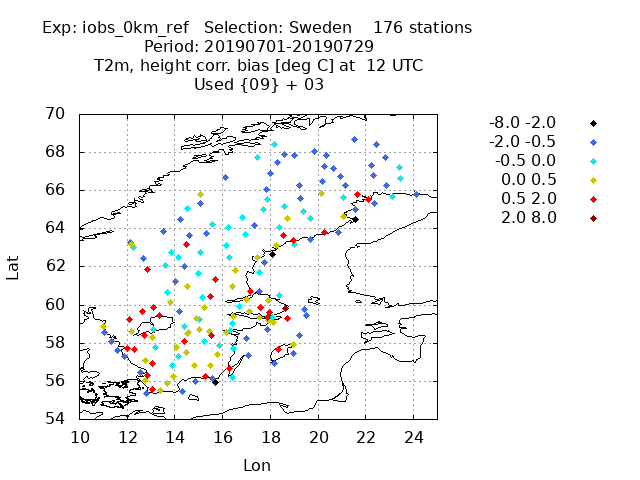 Exp: iobs_0km_ref   Selection: Sweden    176 stations
Period: 20190701-20190729
T2m, height corr. bias [deg C] at  12 UTC
Used {09} + 03
70
68
66
64
62
60
58
56
54
Lat
10 12 14 16 18 20 22 24
Lon
-8.0 -2.0
-2.0 -0.5
-0.5 0.0
0.0 0.5
0.5 2.0
2.0 8.0